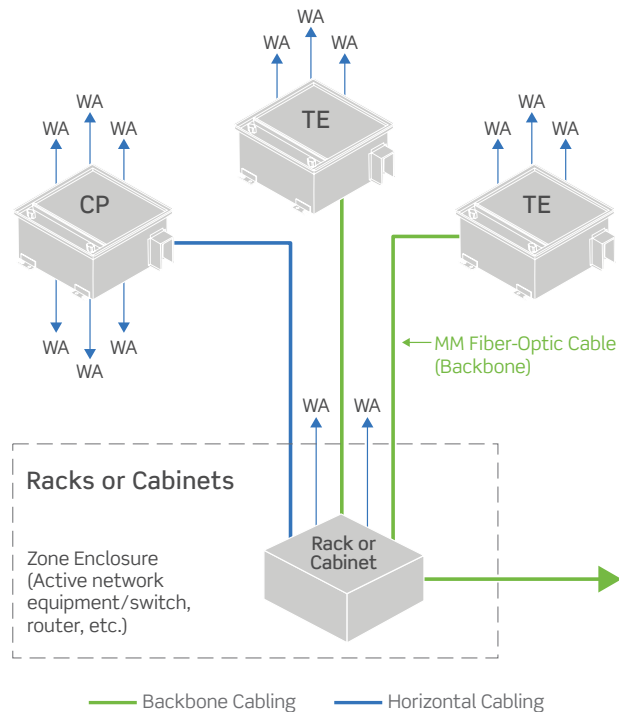 WA
WA
WA
TE
WA
WA
WA
CP
WA
WA
WA
TE
WA
WA
WA
MM Fiber-Optic Cable
(Backbone)
WA
WA
Racks or Cabinets
Zone Enclosure
(Active network
equipment/switch,
router, etc.)
Rack or
Cabinet
Backbone Cabling
Horizontal Cabling